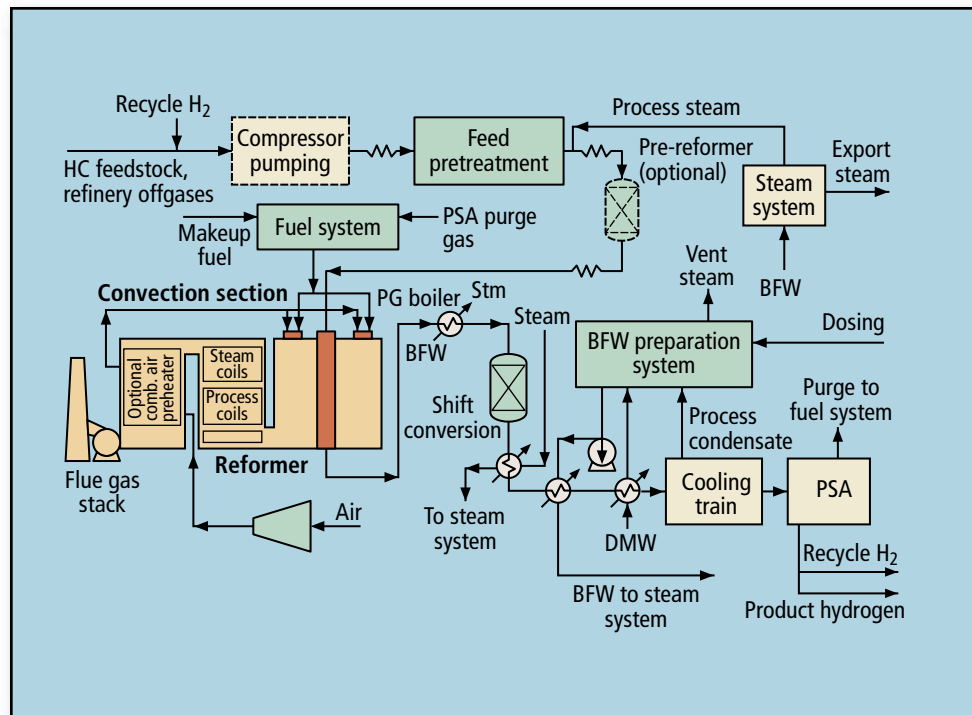 Recycle H₂
HC feedstock,
refinery offgases
Compressor
pumping
Feed
pretreatment
Process steam
Pre-reformer
(optional)
Steam
system
Export
steam
BFW
Makeup
fuel
Fuel system
PSA purge
gas
Convection section
Optional
comb. air
preheater
Steam
coils
Process
coils
Reformer
Flue gas
stack
Air
PG boiler
Stm
BFW
Steam
Shift
conversion
To steam
system
Vent
steam
BFW preparation
system
Dosing
Process
condensate
DMW
BFW to steam
system
Cooling
train
Purge to
fuel system
PSA
Recycle H₂
Product hydrogen